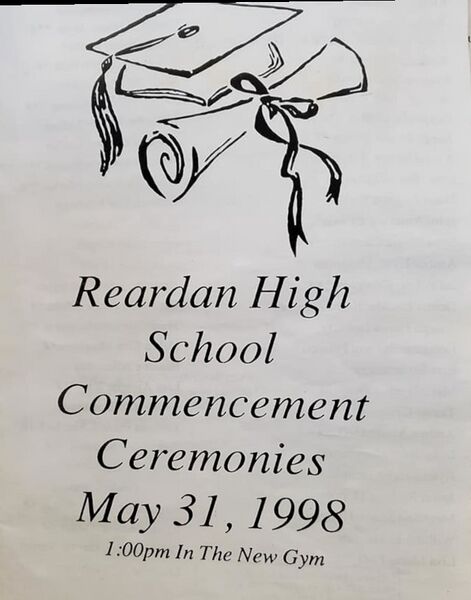 Reardan High
School
Commencement
Ceremonies
May 31, 1998
1:00pm In The New Gym